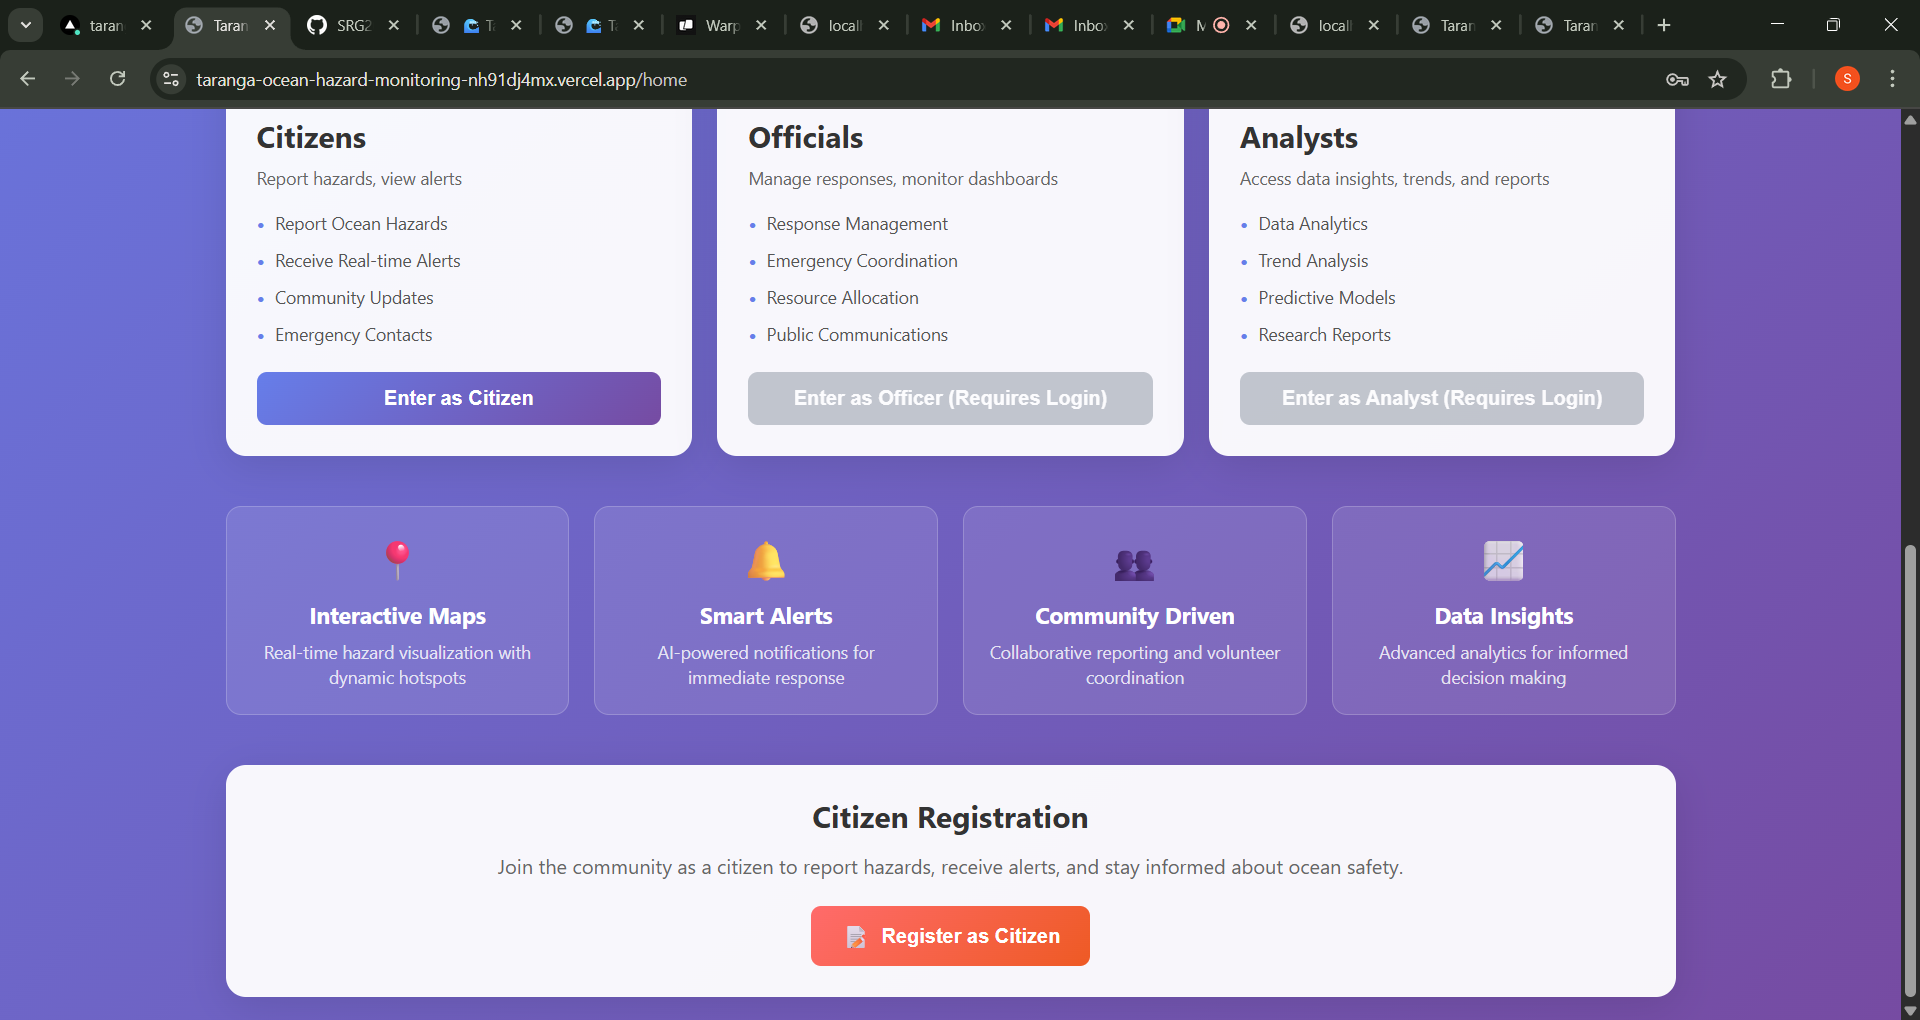 taran
Taran
SRG2
T
T
Warp
locall
Inbo
Inbo
M
locall
Taran
Taran
taranga-ocean-hazard-monitoring-nh91dj4mx.vercel.app/home
S
Citizens
Report hazards, view alerts
• Report Ocean Hazards
• Receive Real-time Alerts
• Community Updates
• Emergency Contacts
Enter as Citizen
Officials
Manage responses, monitor dashboards
• Response Management
• Emergency Coordination
• Resource Allocation
• Public Communications
Enter as Officer (Requires Login)
Analysts
Access data insights, trends, and reports
• Data Analytics
• Trend Analysis
• Predictive Models
• Research Reports
Enter as Analyst (Requires Login)
Interactive Maps
Real-time hazard visualization with
dynamic hotspots
Smart Alerts
AI-powered notifications for
immediate response
Community Driven
Collaborative reporting and volunteer
coordination
Data Insights
Advanced analytics for informed
decision making
Citizen Registration
Join the community as a citizen to report hazards, receive alerts, and stay informed about ocean safety.
Register as Citizen